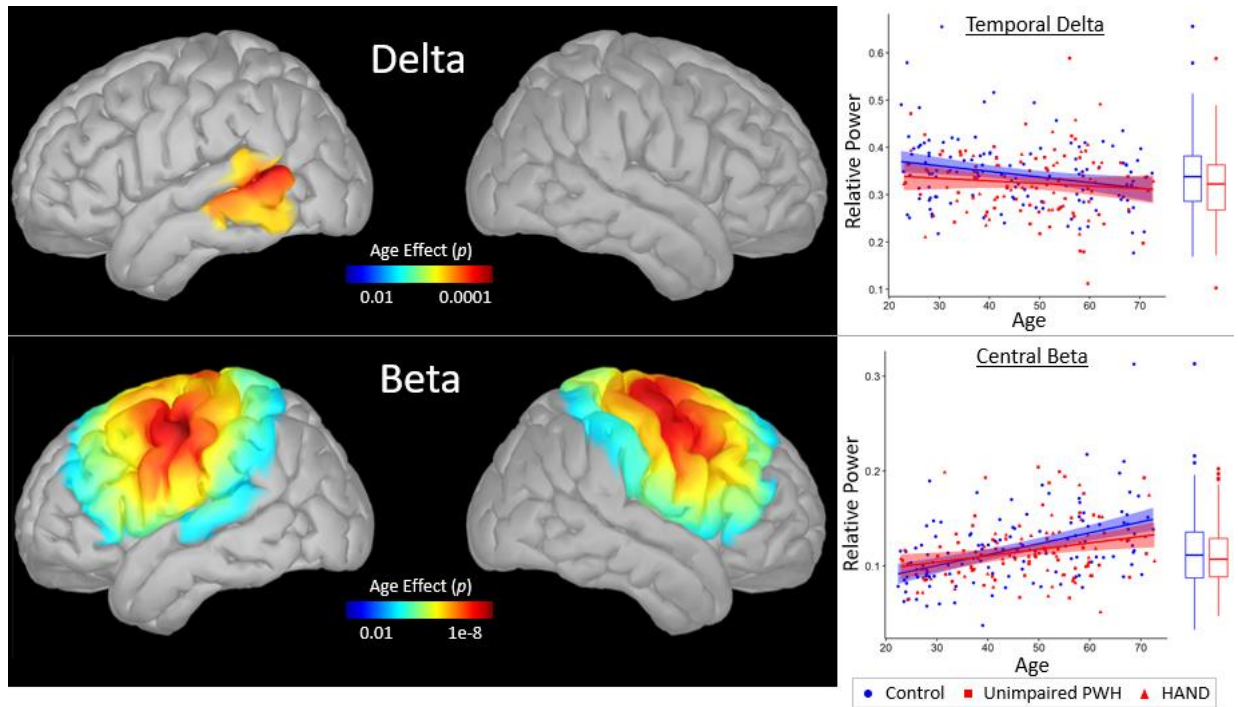 Delta
Age Effect (p)
0.01 0.0001
Temporal Delta
Relative Power
0.6
0.5
0.4
0.3
0.2
0.1
20 30 40 50 60 70
Age
Beta
Age Effect (p)
0.01 1e-8
Central Beta
Relative Power
0.3
0.2
0.1
20 30 40 50 60 70
Age
Control Unimpaired PWH HAND